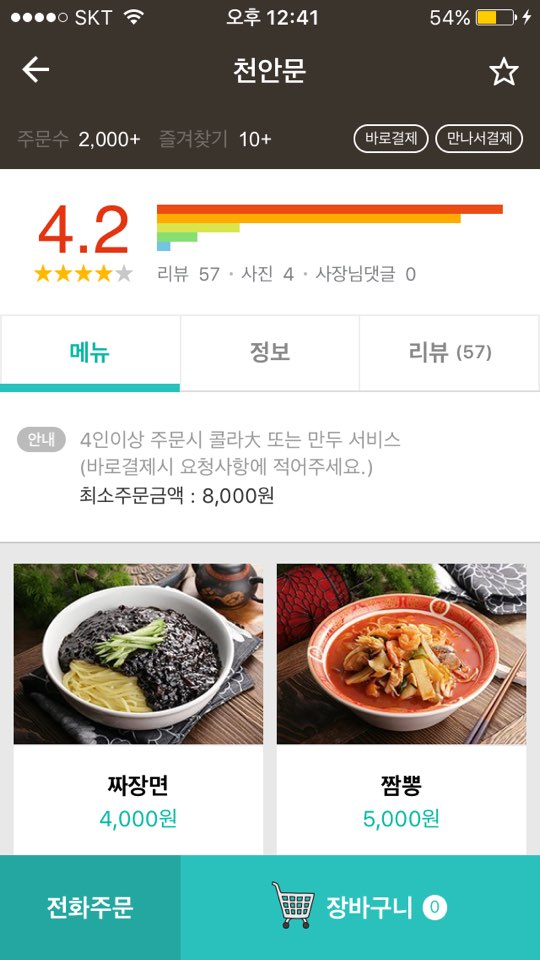 SKT 오후 12:41 54%
천안문
주문수 2,000+ 즐겨찾기 10+ 바로결제 만나서결제
4.2
리뷰 57 · 사진 4 · 사장님댓글 0
메뉴 정보 리뷰 (57)
안내 4인이상 주문시 콜라大 또는 만두 서비스
(바로결제시 요청사항에 적어주세요.)
최소주문금액 : 8,000원
짜장면 짬뽕
4,000원 5,000원
전화주문 장바구니 0